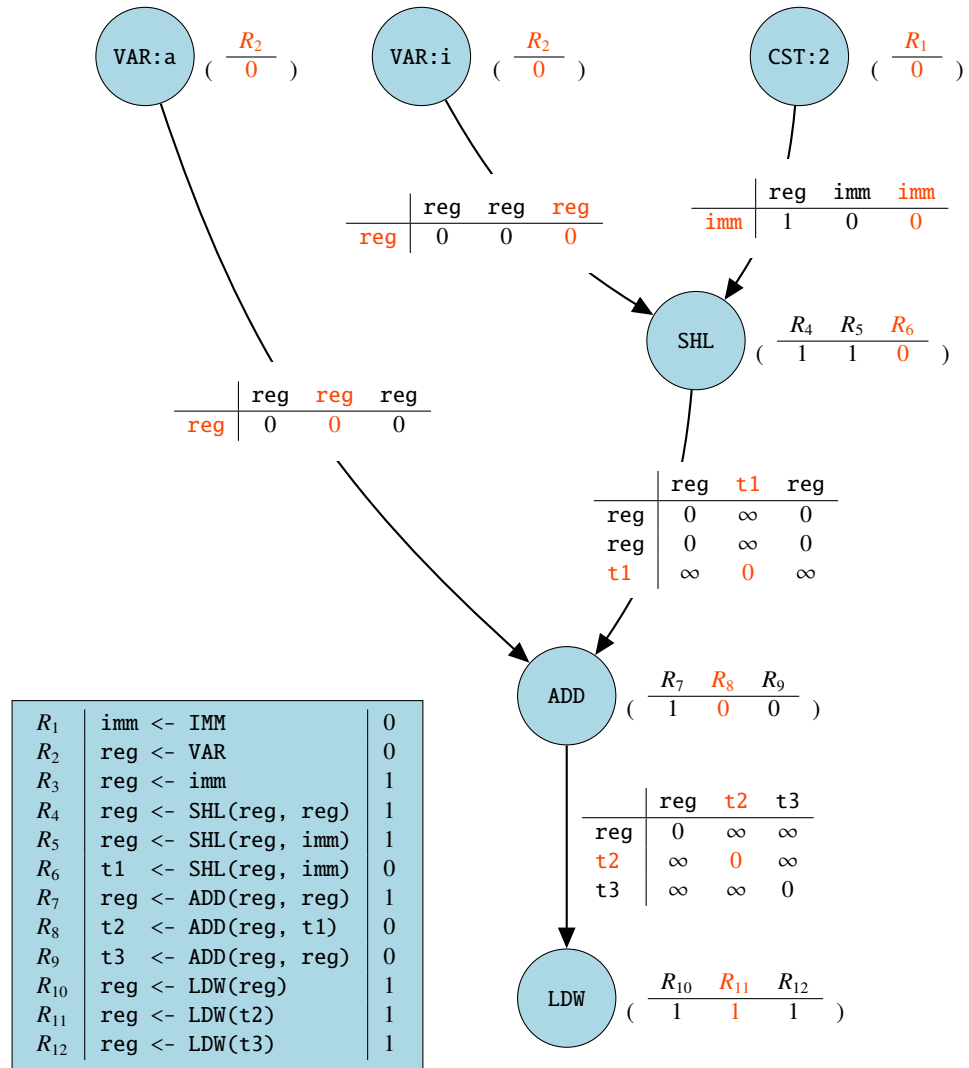 VAR:a ( R2 0 ) VAR:i ( R2 0 ) CST:2 ( R1 0 )
reg reg reg
reg 0 0 0
reg imm imm
imm 1 0 0
SHL ( R4 R5 R6
1 1 0 )
reg reg reg
reg 0 0 0
reg t1 reg
reg 0 ∞ 0
reg 0 ∞ 0
t1 ∞ 0 ∞
ADD ( R7 R8 R9
1 0 0 )
R1 imm <- IMM 0
R2 reg <- VAR 0
R3 reg <- imm 1
R4 reg <- SHL(reg, reg) 1
R5 reg <- SHL(reg, imm) 1
R6 t1 <- SHL(reg, imm) 0
R7 reg <- ADD(reg, reg) 1
R8 t2 <- ADD(reg, t1) 0
R9 t3 <- ADD(reg, reg) 0
R10 reg <- LDW(reg) 1
R11 reg <- LDW(t2) 1
R12 reg <- LDW(t3) 1
reg t2 t3
reg 0 ∞ ∞
t2 ∞ 0 ∞
t3 ∞ ∞ 0
LDW ( R10 R11 R12
1 1 1 )